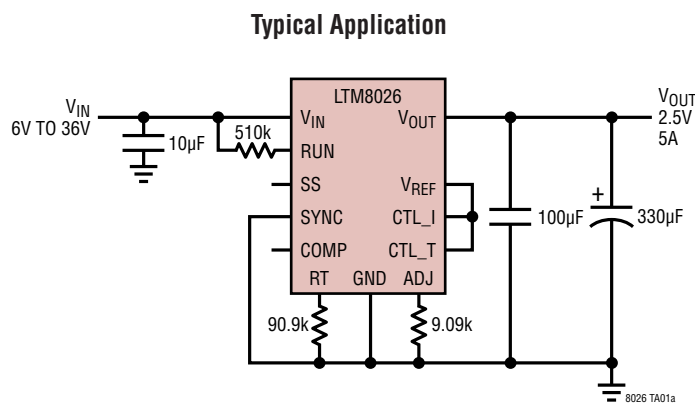 Typical Application
LTM8026
VIN
6V TO 36V
10µF
510k
VIN
RUN
SS
SYNC
COMP
RT
GND
ADJ
VOUT
VREF
CTL_I
CTL_T
90.9k
9.09k
100µF
+
330µF
VOUT
2.5V
5A
8026 TA01a